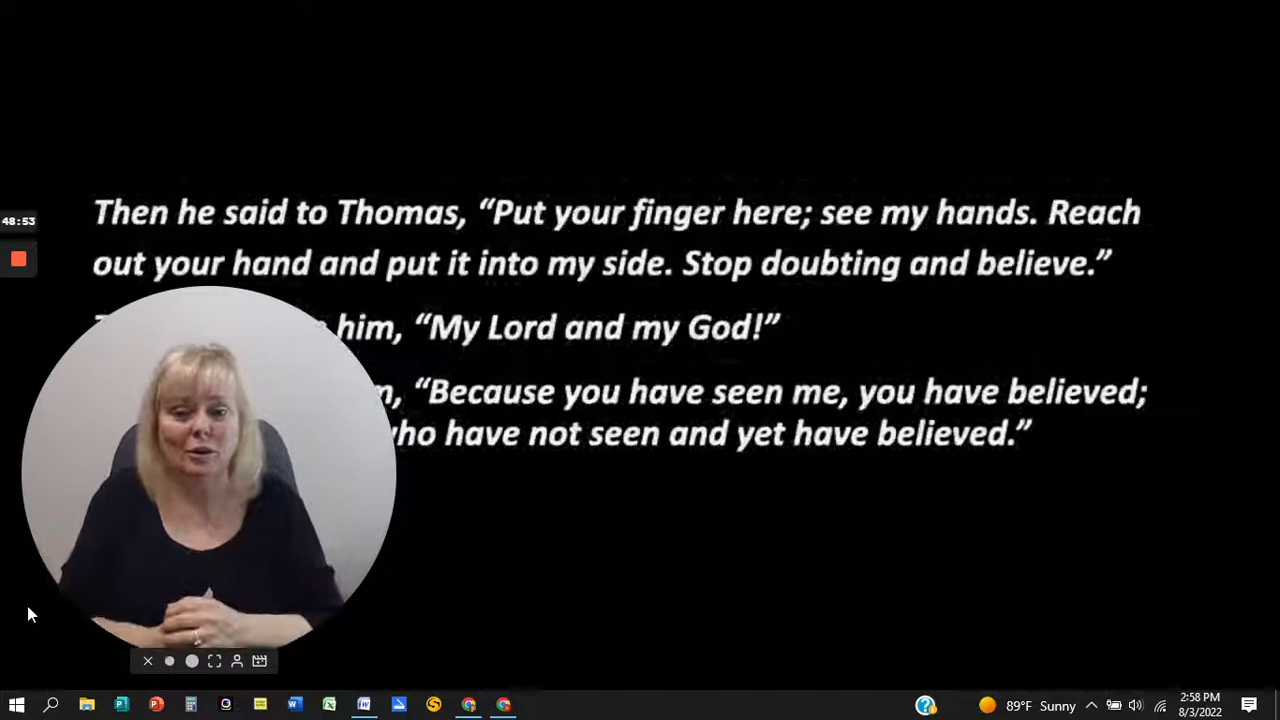 Then he said to Thomas, “Put your finger here; see my hands. Reach
48:53
out your hand and put it into my side. Stop doubting and believe.”
him, “My Lord and my God!”
“Because you have seen me, you have believed;
who have not seen and yet have believed.”
89°F Sunny
2:58 PM
8/3/2022